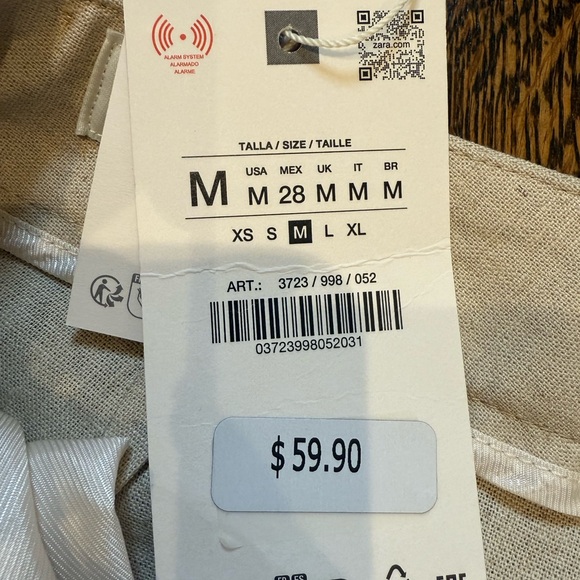 ALARM SYSTEM
ALARMADO
ALARME
zara.com
TALLA / SIZE / TAILLE
USA MEX UK IT BR
M M 28 M M M
XS S M L XL
ART.: 3723 / 998 / 052
03723998052031
$ 59.90